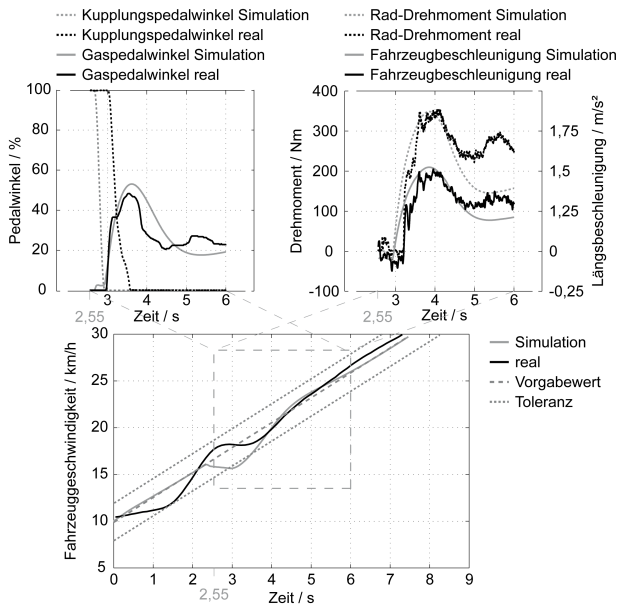 Kupplungspedalwinkel Simulation
Kupplungspedalwinkel real
Gaspedalwinkel Simulation
Gaspedalwinkel real
100
80
60
40
20
0
Pedalwinkel / %
3
4
5
6
2,55
Zeit / s
Rad-Drehmoment Simulation
Rad-Drehmoment real
Fahrzeugbeschleunigung Simulation
Fahrzeugbeschleunigung real
400
300
200
100
0
-100
Drehmoment / Nm
1,75
1,5
1,25
0
-0,25
Längsbeschleunigung / m/s²
3
4
5
6
2,55
Zeit / s
30
25
20
15
10
5
Fahrzeuggeschwindigkeit / km/h
0
1
2
3
4
5
6
7
8
9
2,55
Zeit / s
Simulation
real
Vorgabewert
Toleranz